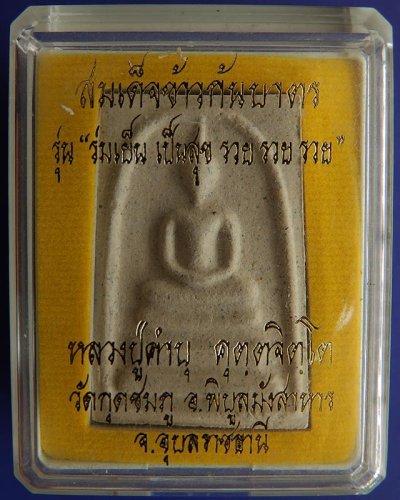 สมเด็จข้าวก้นบาตร
รุ่น "ร่มเย็น เป็นสุข รวย รวย รวย"
หลวงปู่คำบุ คุตฺตจิตฺโต
วัดกุดชมภู อ.พิบูลมังสาหาร
จ.อุบลราชธานี